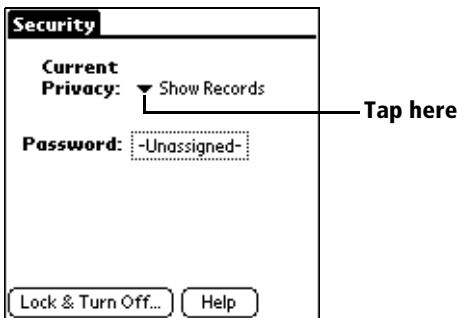 Security
Current
Privacy: Show Records
Tap here
Password: -Unassigned-
Lock & Turn Off... Help